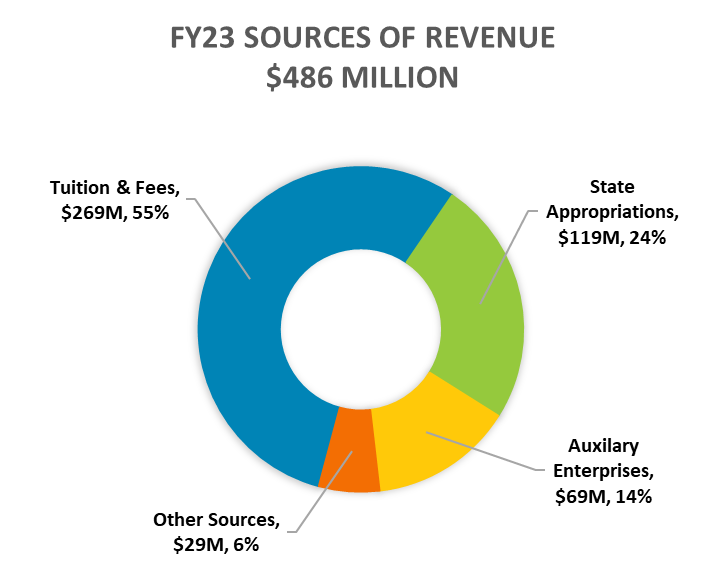 FY23 SOURCES OF REVENUE
$486 MILLION
Tuition & Fees,
$269M, 55%
State
Appropriations,
$119M, 24%
Auxilary
Enterprises,
$69M, 14%
Other Sources,
$29M, 6%